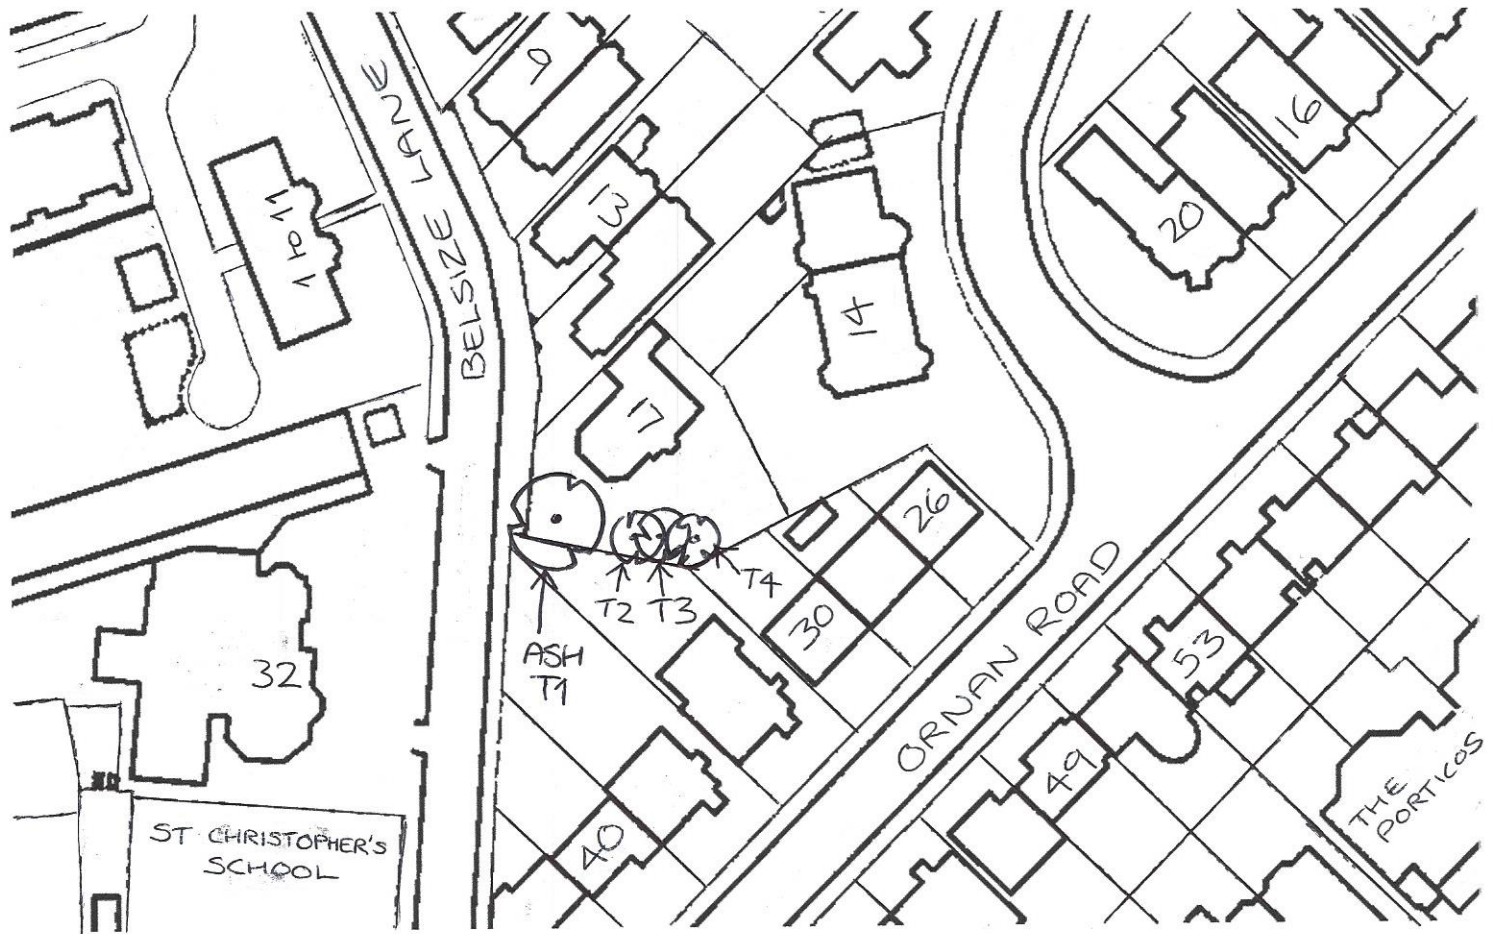 9
BELSIZE LANE
16
1 to 11
13
20
14
17
26
T4
T2
T3
30
ASH
T1
32
ORNAN ROAD
53
49
THE
PORTICOS
40
ST CHRISTOPHER'S
SCHOOL